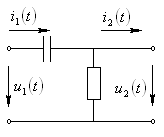 i₁(t) i₂(t)
u₁(t) u₂(t)